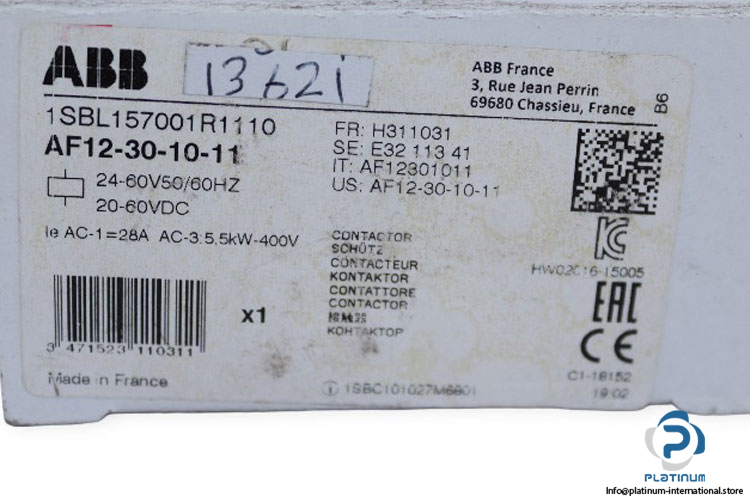 ABB
13621
ABB France
3, Rue Jean Perrin
69680 Chassieu, France
B6
1SBL157001R1110
AF12-30-10-11
24-60V50/60HZ
20-60VDC
Ie AC-1=28A AC-3:5.5kW-400V
FR: H311031
SE: E32 113 41
IT: AF12301011
US: AF12-30-10-11
CONTACTOR
SCHÜTZ
CONTACTEUR
KONTAKTOR
CONTATTORE
CONTACTOR
КОНТАКТОР
x1
3 471523 110311
Made in France
1SBC101027M6801
HW02016-15005
EAC
CE
C1-18152
19 02
PLATINUM
Info@platinum-international.store